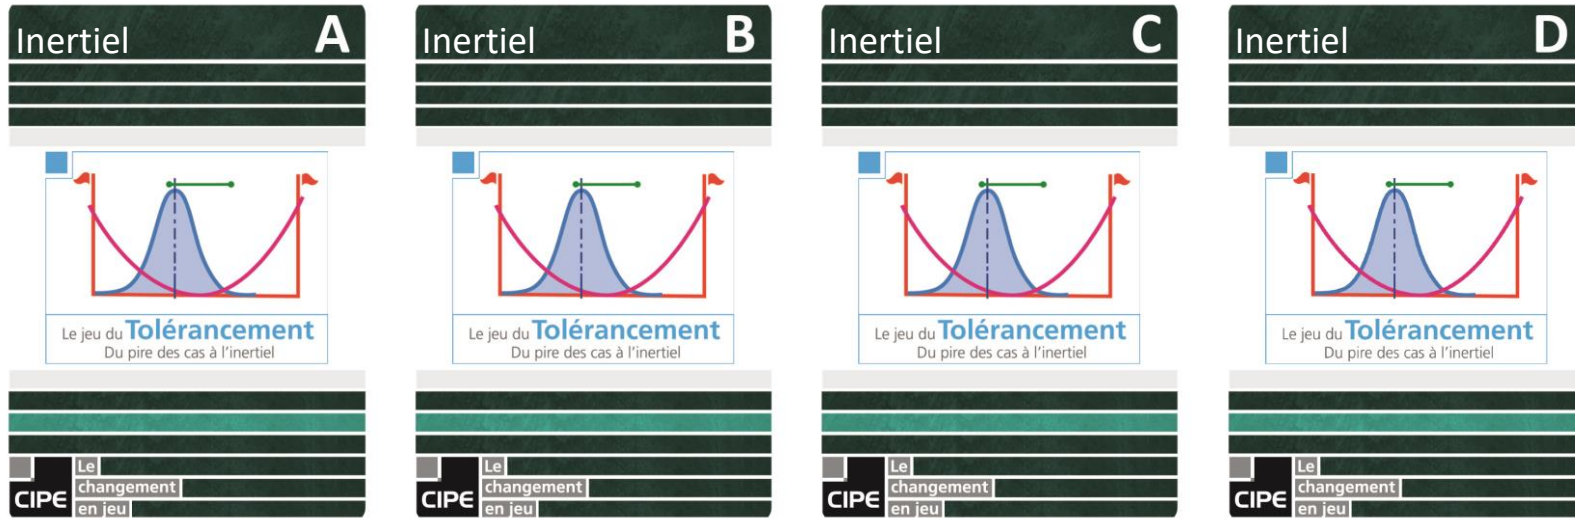 Inertiel A
Le jeu du Tolérancement
Du pire des cas à l'inertiel
CIPE
Le
changement
en jeu
Inertiel B
Le jeu du Tolérancement
Du pire des cas à l'inertiel
CIPE
Le
changement
en jeu
Inertiel C
Le jeu du Tolérancement
Du pire des cas à l'inertiel
CIPE
Le
changement
en jeu
Inertiel D
Le jeu du Tolérancement
Du pire des cas à l'inertiel
CIPE
Le
changement
en jeu